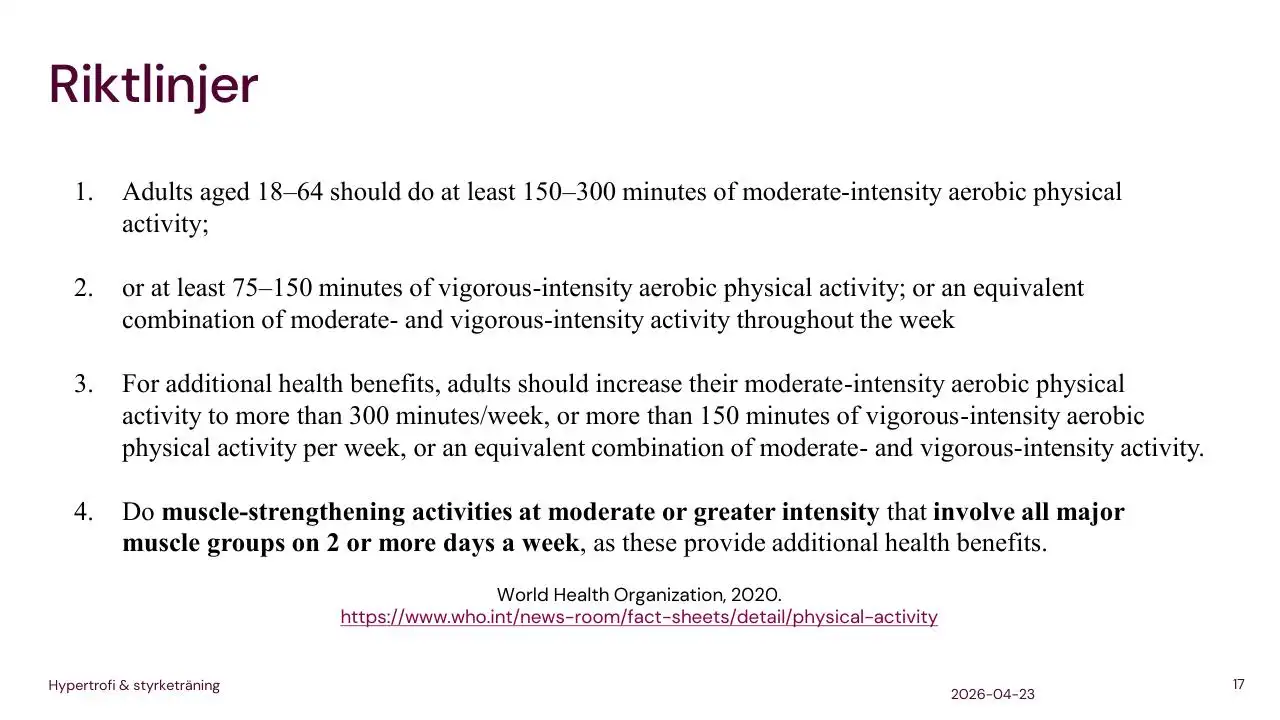 Riktlinjer
1. Adults aged 18–64 should do at least 150–300 minutes of moderate-intensity aerobic physical
activity;
2. or at least 75–150 minutes of vigorous-intensity aerobic physical activity; or an equivalent
combination of moderate- and vigorous-intensity activity throughout the week
3. For additional health benefits, adults should increase their moderate-intensity aerobic physical
activity to more than 300 minutes/week, or more than 150 minutes of vigorous-intensity aerobic
physical activity per week, or an equivalent combination of moderate- and vigorous-intensity activity.
4. Do muscle-strengthening activities at moderate or greater intensity that involve all major
muscle groups on 2 or more days a week, as these provide additional health benefits.
World Health Organization, 2020.
https://www.who.int/news-room/fact-sheets/detail/physical-activity
Hypertrofi & styrketräning
2026-04-23
17